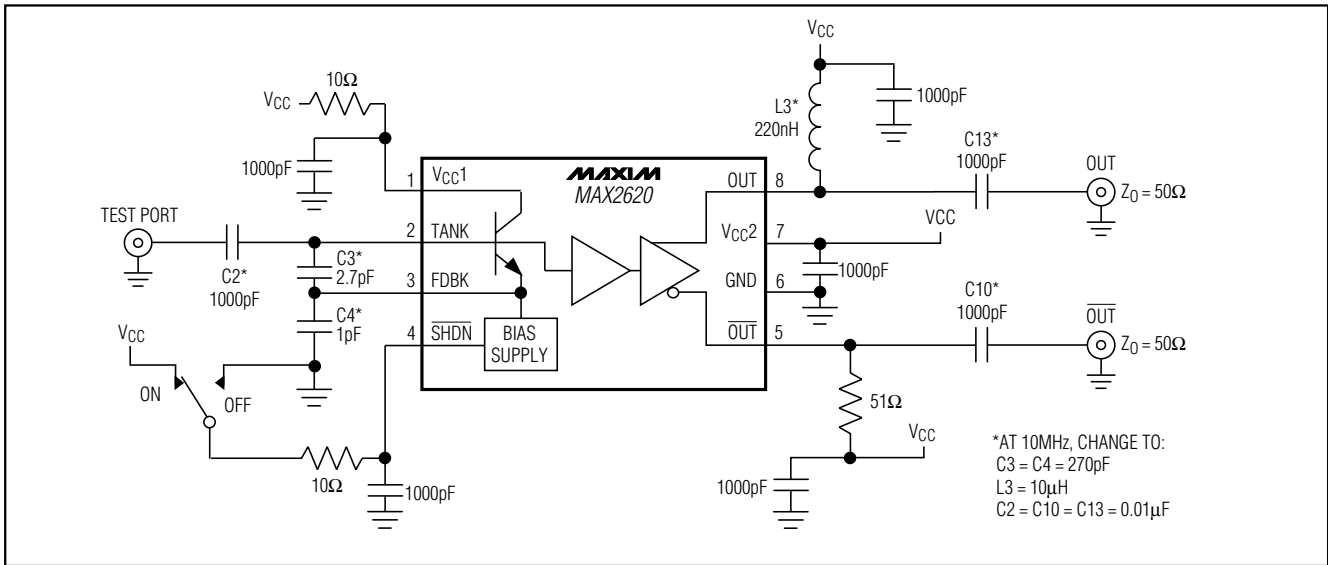 VCC
10Ω
1000pF
TEST PORT
C2*
1000pF
C3*
2.7pF
C4*
1pF
VCC
ON
OFF
10Ω
1000pF
MAXIM
MAX2620
1
VCC1
2
TANK
3
FDBK
4
SHDN
BIAS
SUPPLY
OUT
8
VCC2
7
GND
6
OUT
5
VCC
L3*
220nH
1000pF
C13*
1000pF
OUT
Z0 = 50Ω
VCC
1000pF
C10*
1000pF
OUT
Z0 = 50Ω
51Ω
VCC
1000pF
*AT 10MHz, CHANGE TO:
C3 = C4 = 270pF
L3 = 10µH
C2 = C10 = C13 = 0.01µF